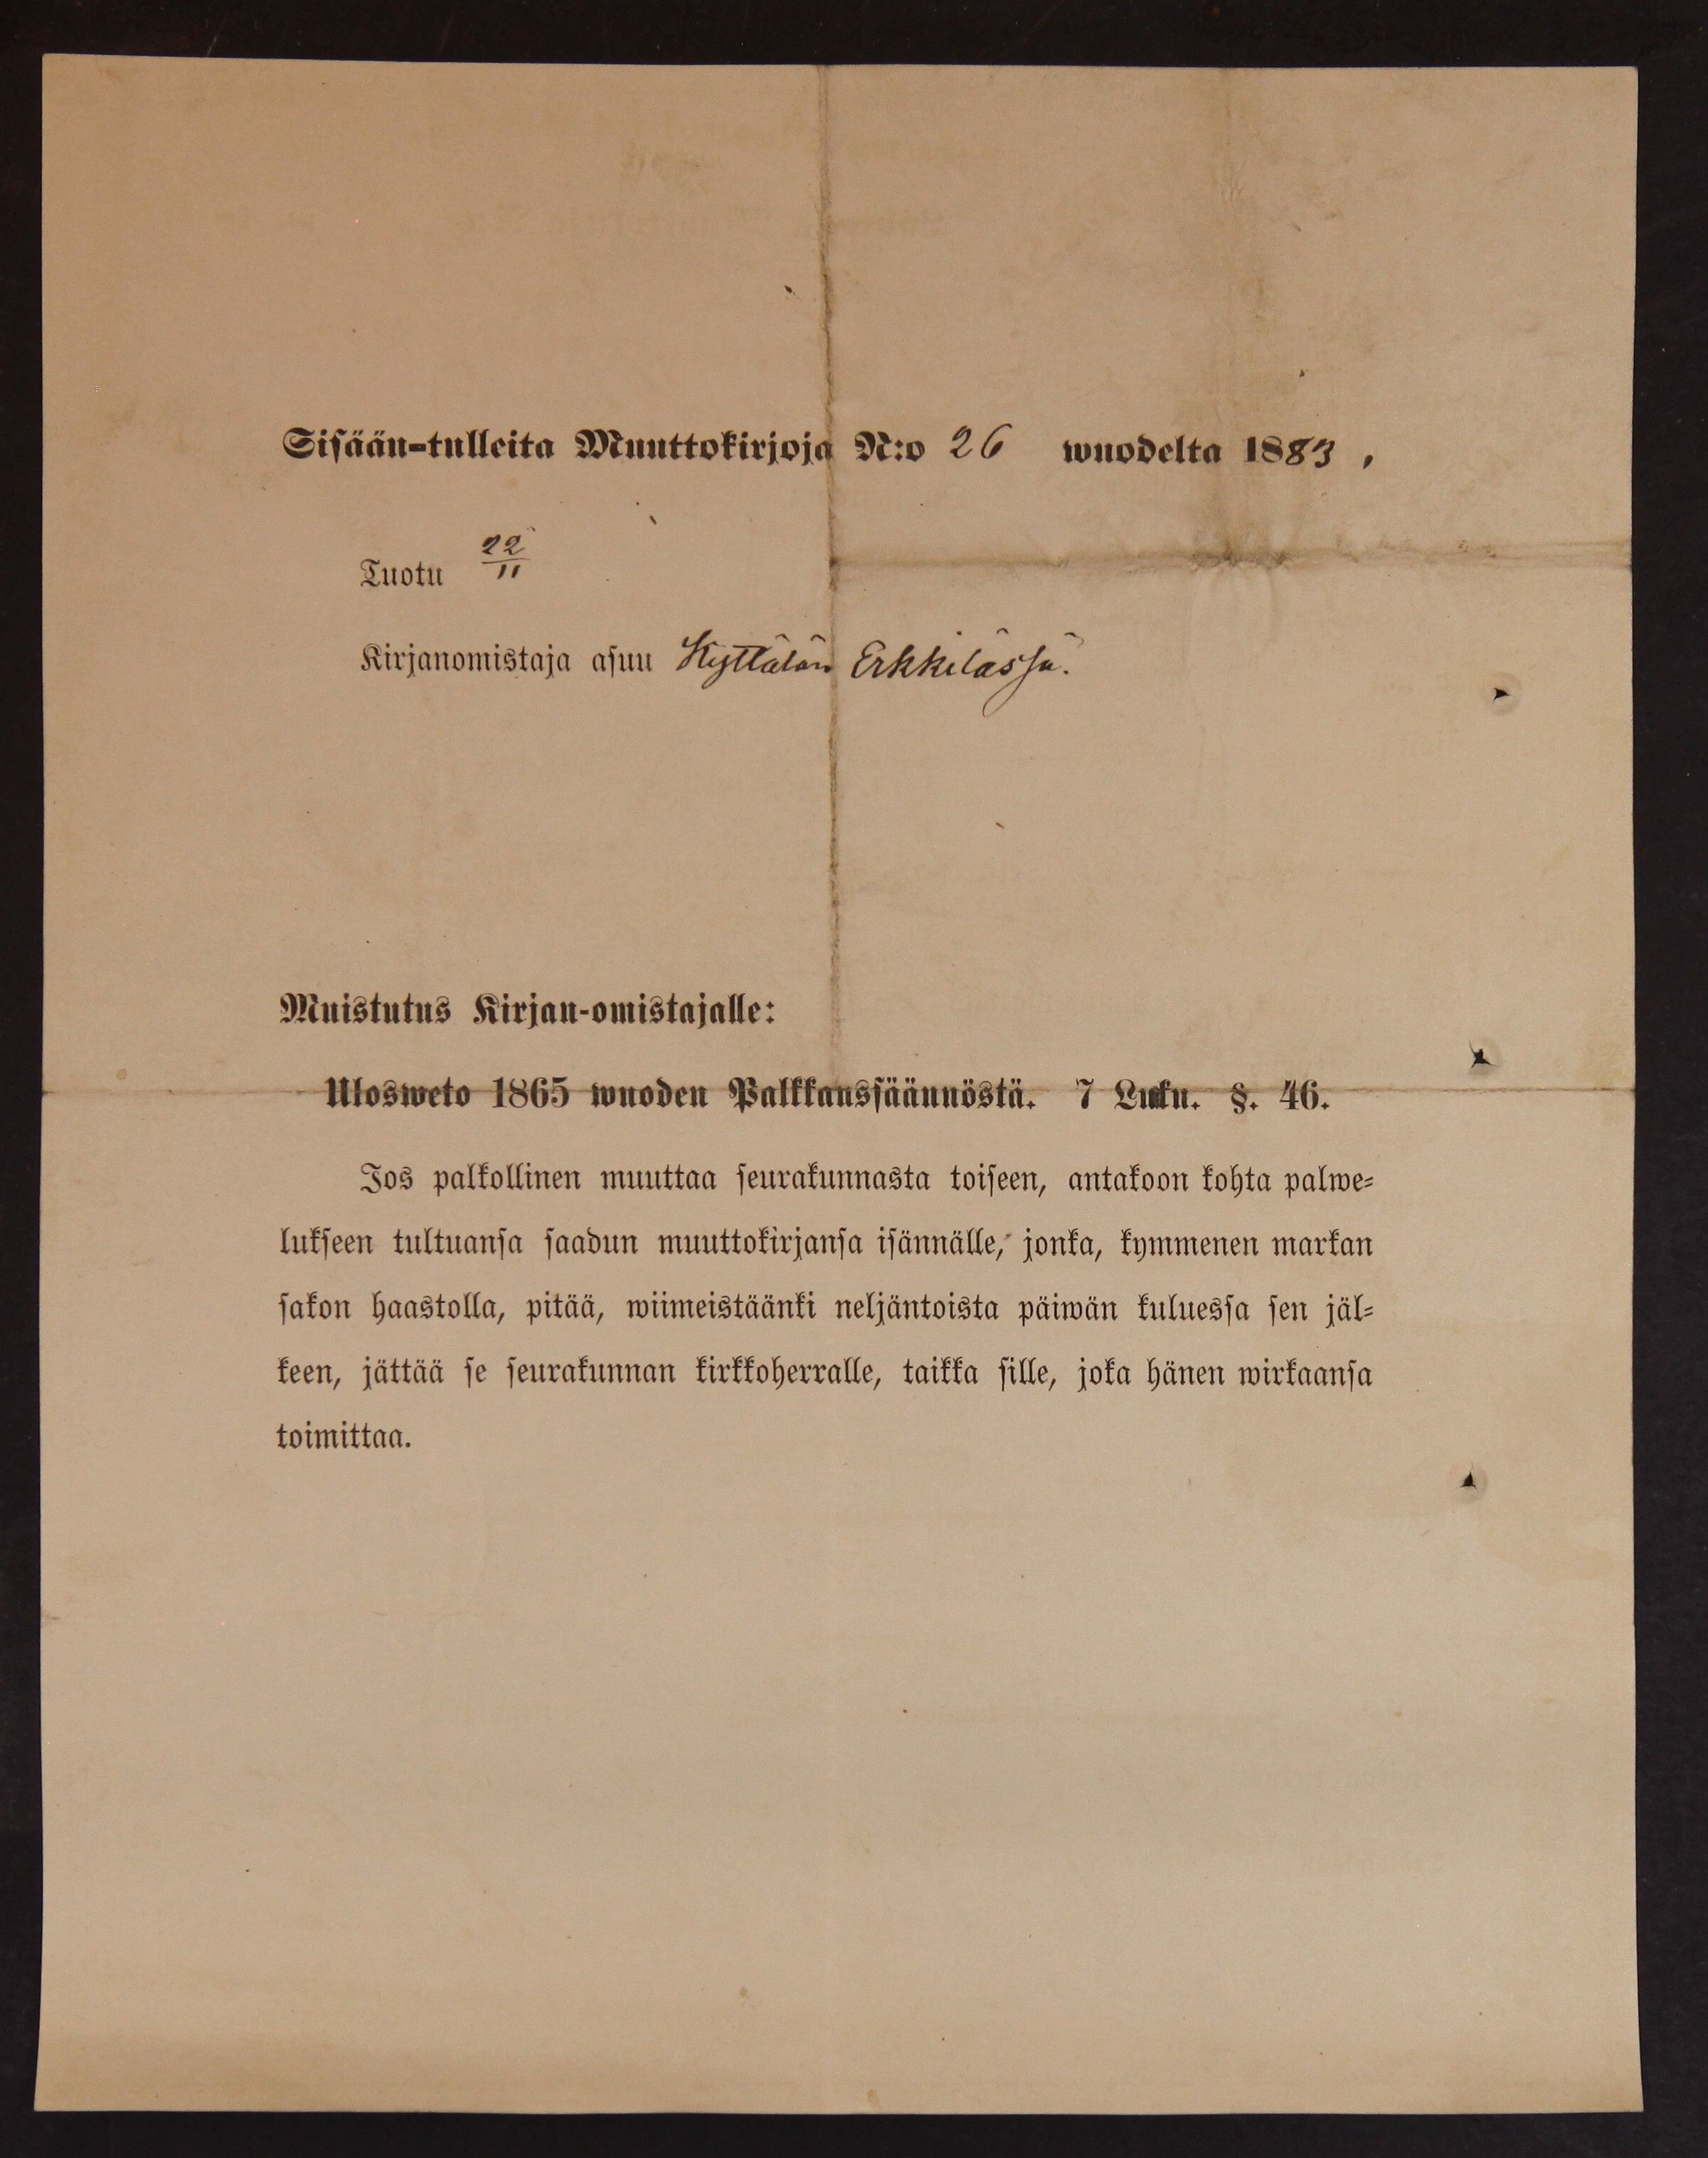 Sisään-tulleita Muuttokirjoja N:o 26 wuodelta 1883,
Tuotu 22/11
Kirjanomistaja asuu Kyttälän Erkkilässä.
Muistutus Kirjan-omistajalle:
Ulosweto 1865 wuoden Palkkaussäännöstä. 7 Luku. §. 46.
Jos palkollinen muuttaa seurakunnasta toiseen, antakoon kohta palwe-
lukseen tultuansa saadun muuttokirjansa isännälle, jonka, kymmenen markan
sakon haastolla, pitää, wiimeistäänki neljäntoista päiwän kuluessa sen jäl-
keen, jättää se seurakunnan kirkkoherralle, taikka sille, joka hänen wirkaansa
toimittaa.